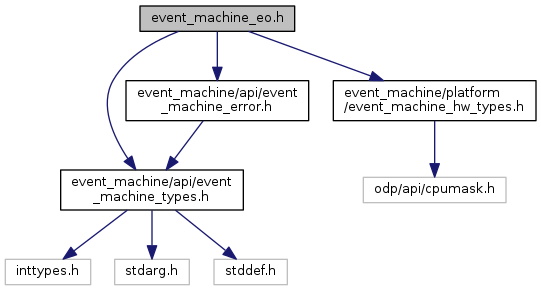 event_machine_eo.h
event_machine/api/event
_machine_error.h
event_machine/platform
/event_machine_hw_types.h
event_machine/api/event
_machine_types.h
odp/api/cpumask.h
inttypes.h
stdarg.h
stddef.h